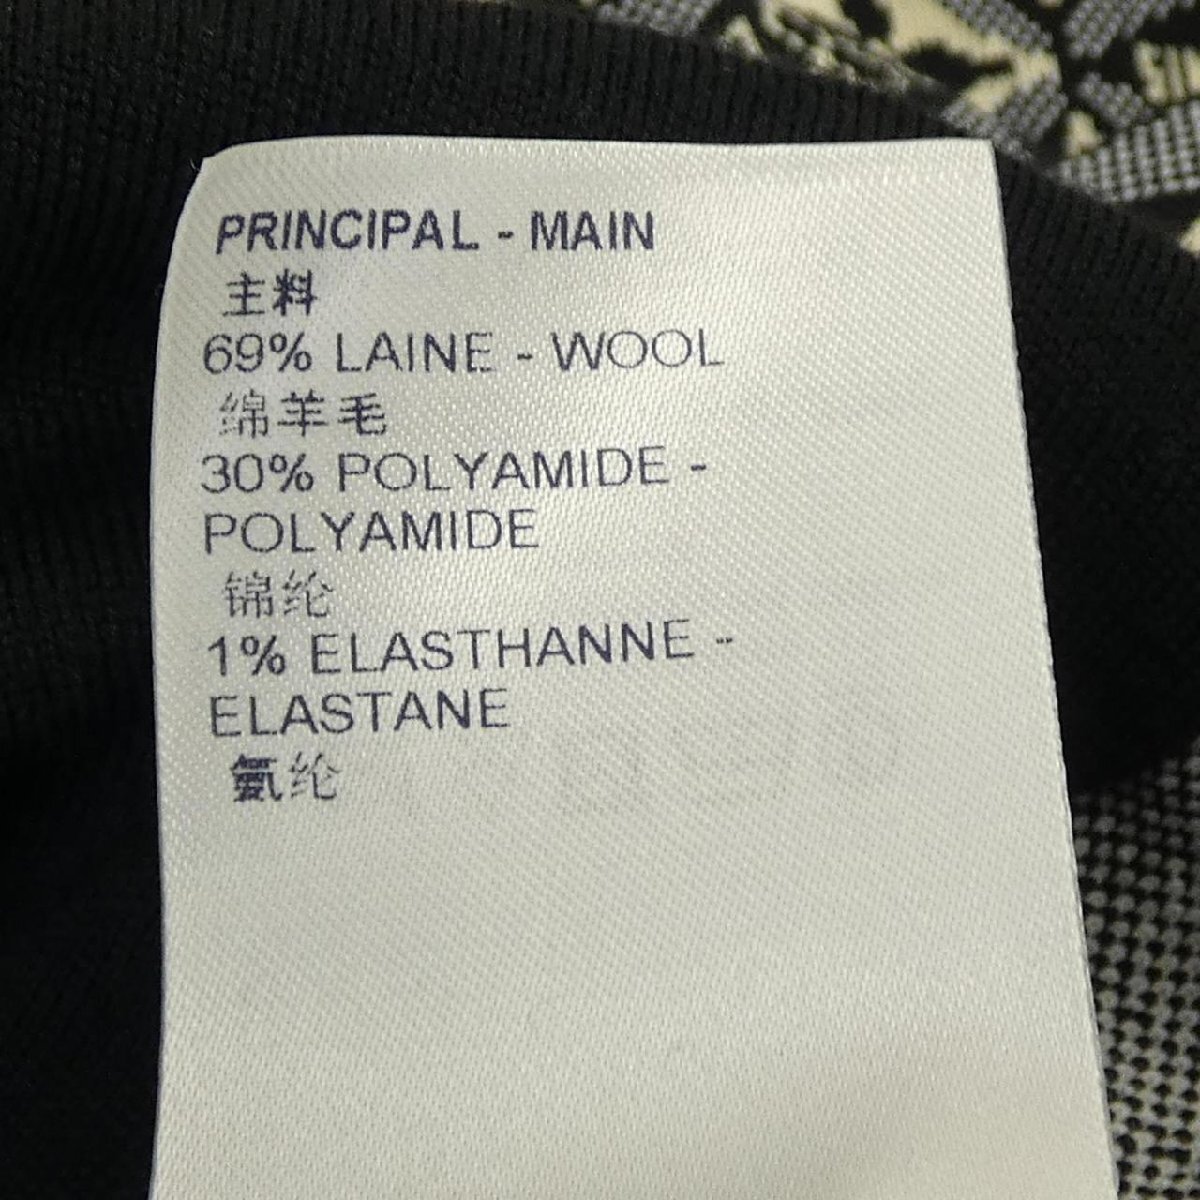 PRINCIPAL - MAIN
主料
69% LAINE - WOOL
绵羊毛
30% POLYAMIDE -
POLYAMIDE
锦纶
1% ELASTHANNE -
ELASTANE
氨纶